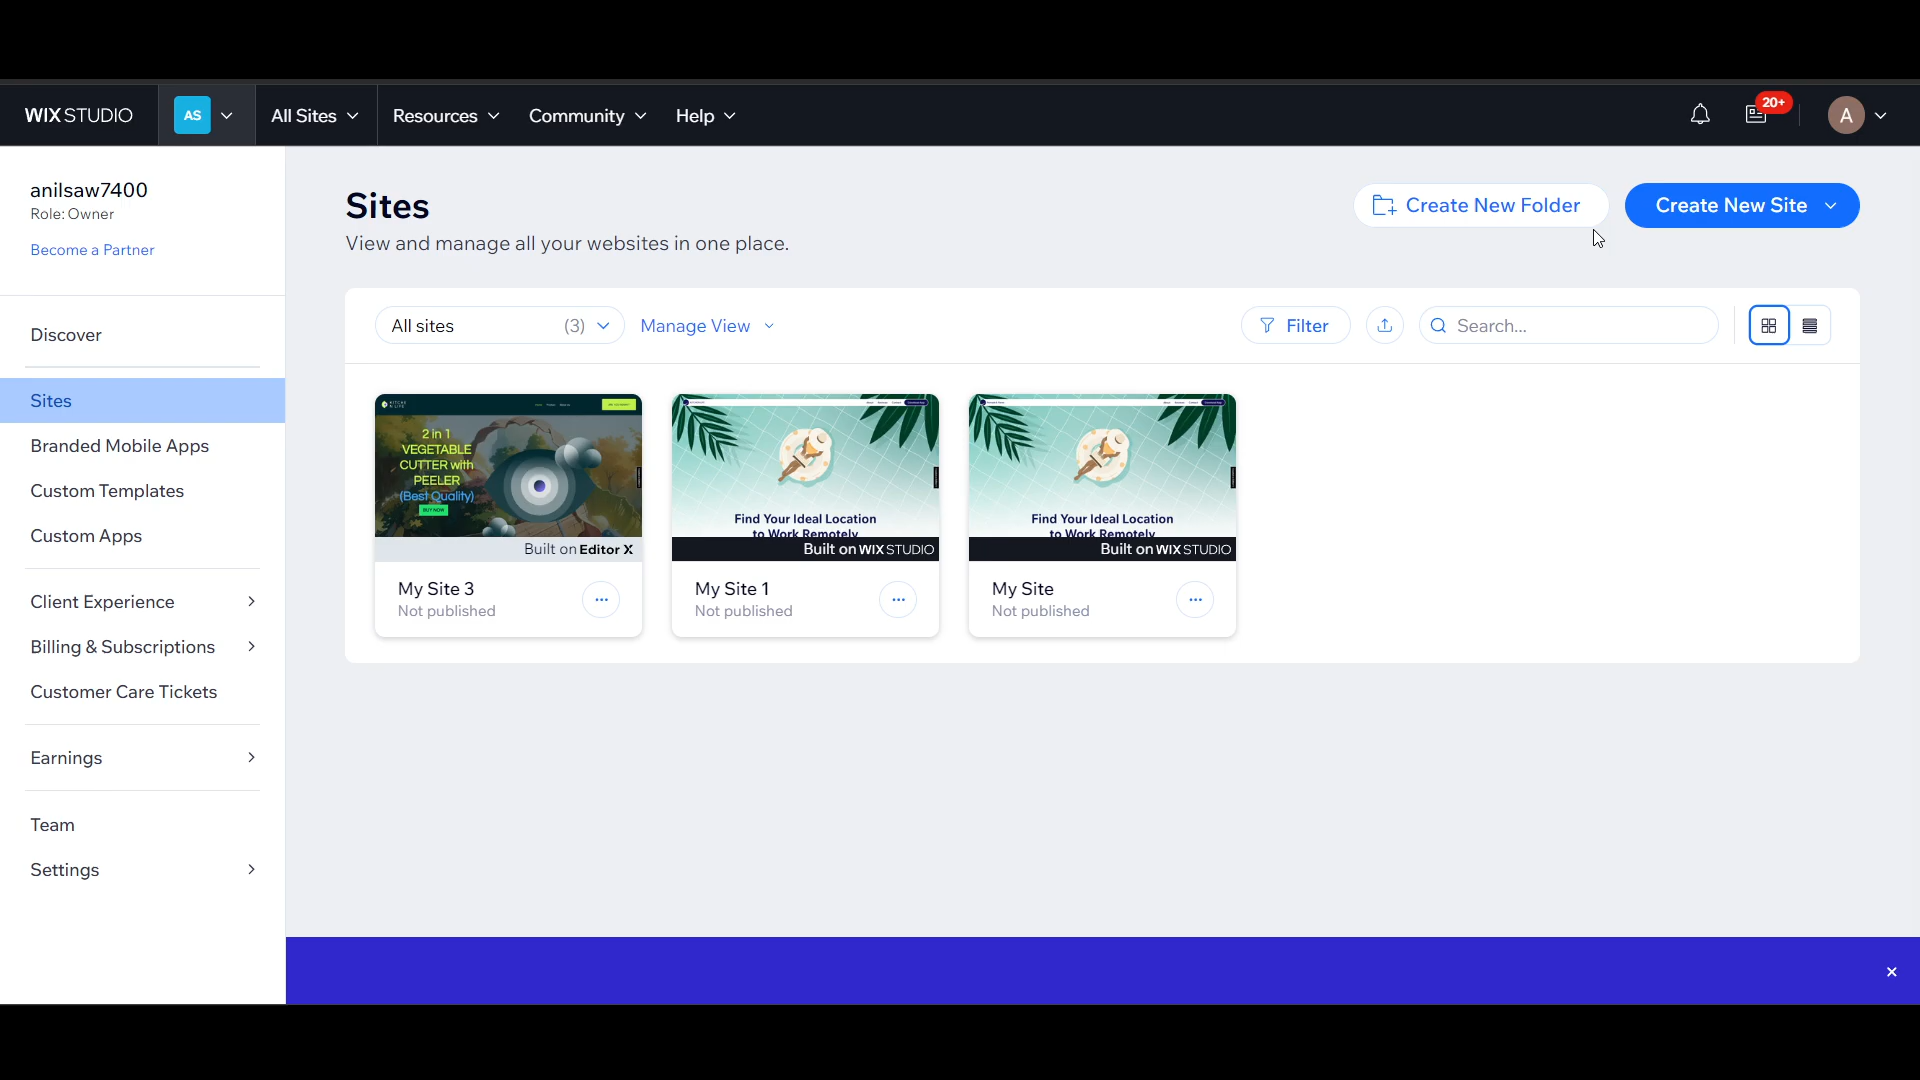 WIX STUDIO
AS
All Sites
Resources
Community
Help
20+
A
anilsaw7400
Role: Owner
Become a Partner
Discover
Sites
Branded Mobile Apps
Custom Templates
Custom Apps
Client Experience
Billing & Subscriptions
Customer Care Tickets
Earnings
Team
Settings
Sites
View and manage all your websites in one place.
Create New Folder
Create New Site
All sites (3)
Manage View
Filter
Search...
2 in 1
VEGETABLE
CUTTER with
PEELER
(Best Quality)
BUY NOW
Built on Editor X
My Site 3
Not published
Find Your Ideal Location
to Work Remotely
Built on WIX STUDIO
My Site 1
Not published
Find Your Ideal Location
to Work Remotely
Built on WIX STUDIO
My Site
Not published